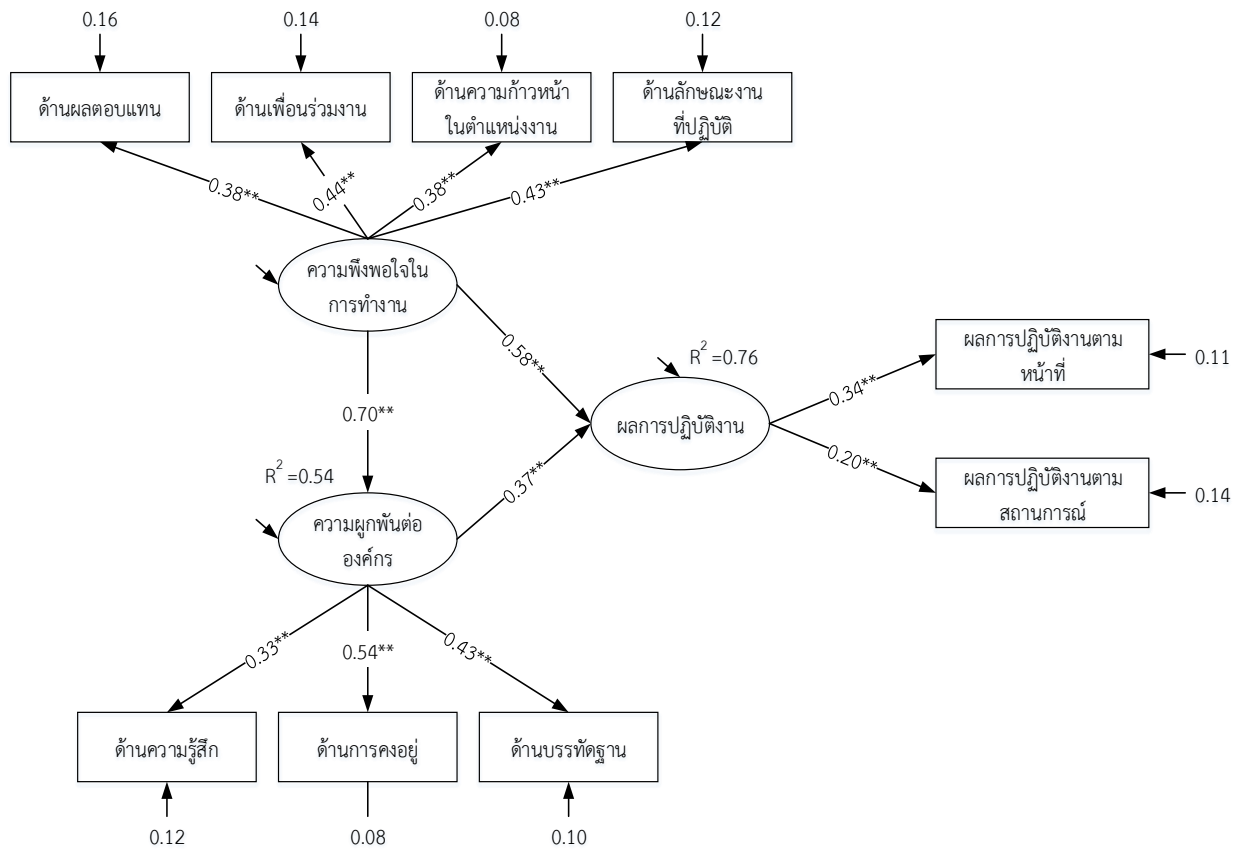 0.16
0.14
0.08
0.12
ด้านผลตอบแทน
ด้านเพื่อนร่วมงาน
ด้านความก้าวหน้า
ในตำแหน่งงาน
ด้านลักษณะงาน
ที่ปฏิบัติ
0.38**
0.44**
0.38**
0.43**
ความพึงพอใจใน
การทำงาน
0.58**
0.70**
R2 =0.76
ผลการปฏิบัติงาน
0.34**
0.20**
ผลการปฏิบัติงานตาม
หน้าที่
0.11
ผลการปฏิบัติงานตาม
สถานการณ์
0.14
R2 =0.54
0.37**
ความผูกพันต่อ
องค์กร
0.33**
0.54**
0.43**
ด้านความรู้สึก
ด้านการคงอยู่
ด้านบรรทัดฐาน
0.12
0.08
0.10